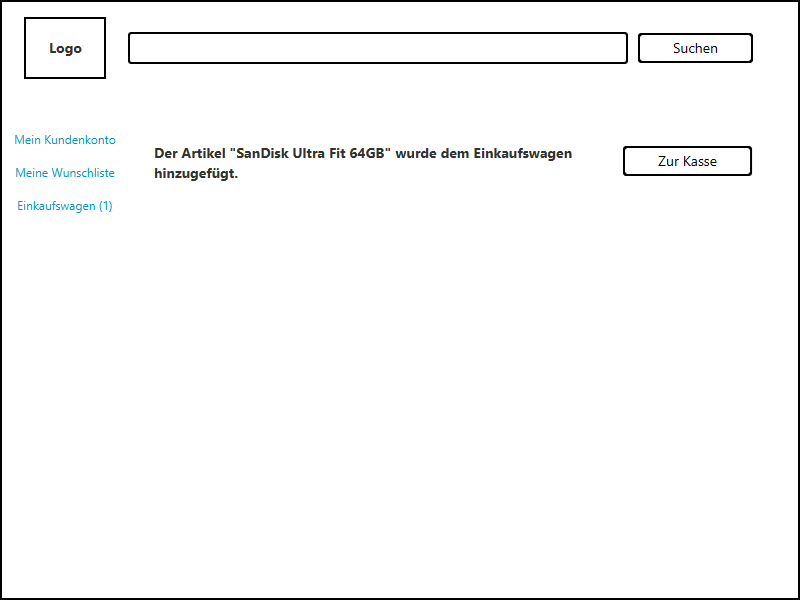 Logo
Suchen
Mein Kundenkonto
Meine Wunschliste
Einkaufswagen (1)
Der Artikel "SanDisk Ultra Fit 64GB" wurde dem Einkaufswagen
hinzugefügt.
Zur Kasse